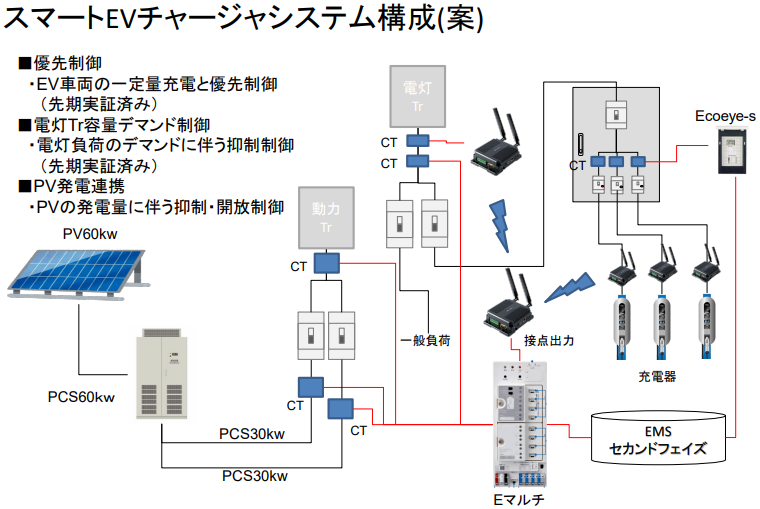 スマートEVチャージャシステム構成(案)
■優先制御
・EV車両の一定量充電と優先制御
（先期実証済み）
■電灯Tr容量デマンド制御
・電灯負荷のデマンドに伴う抑制制御
（先期実証済み）
■PV発電連携
・PVの発電量に伴う抑制・開放制御
PV60kw
PCS60kw
PCS30kw
PCS30kw
動力
Tr
CT
CT
CT
電灯
Tr
CT
CT
一般負荷
接点出力
Eマルチ
CT
Ecoeye-s
充電器
EMS
セカンドフェイズ